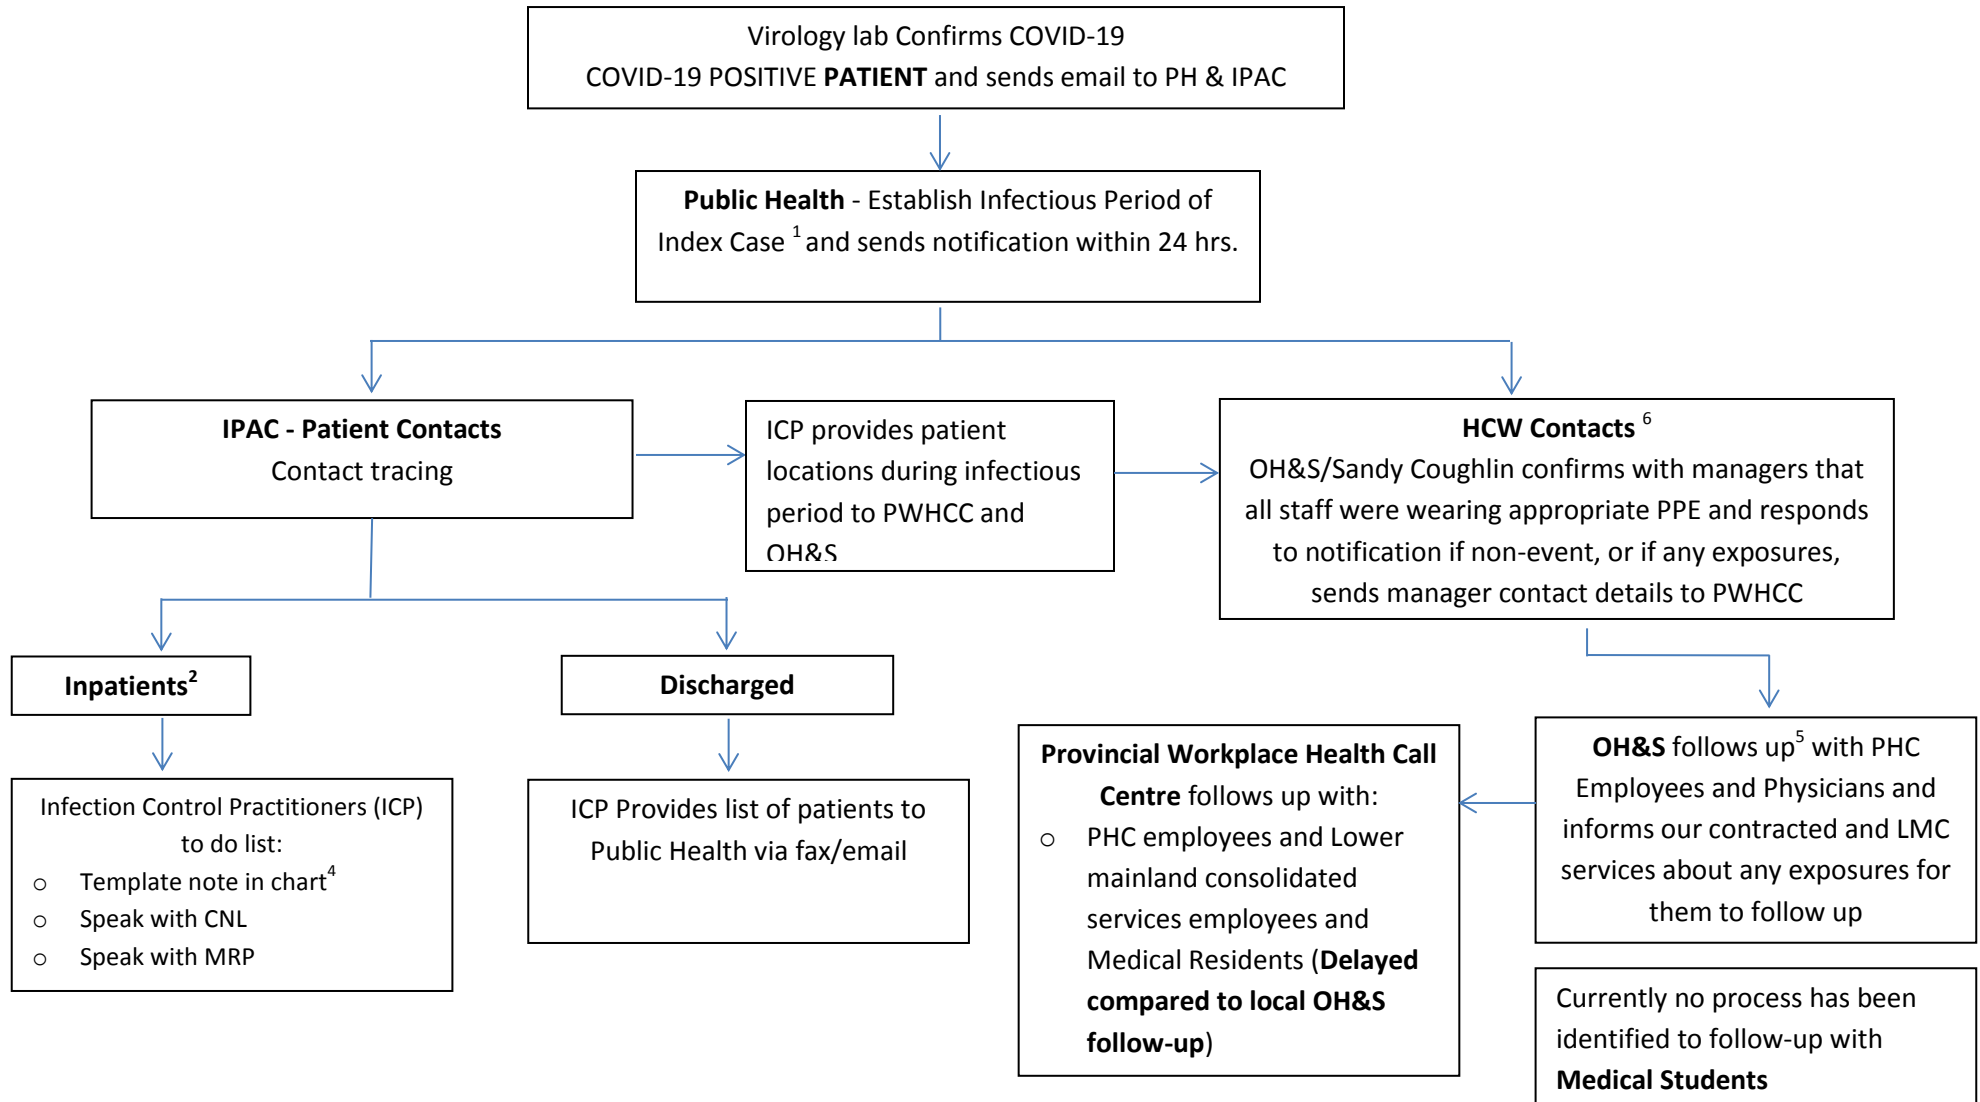 Virology lab Confirms COVID-19
COVID-19 POSITIVE PATIENT and sends email to PH & IPAC
Public Health - Establish Infectious Period of
Index Case 1 and sends notification within 24 hrs.
IPAC - Patient Contacts
Contact tracing
ICP provides patient
locations during infectious
period to PWHCC and
OH&S
HCW Contacts 6
OH&S/Sandy Coughlin confirms with managers that
all staff were wearing appropriate PPE and responds
to notification if non-event, or if any exposures,
sends manager contact details to PWHCC
Inpatients2
Discharged
Infection Control Practitioners (ICP)
to do list:
o Template note in chart4
o Speak with CNL
o Speak with MRP
ICP Provides list of patients to
Public Health via fax/email
Provincial Workplace Health Call
Centre follows up with:
o PHC employees and Lower
mainland consolidated
services employees and
Medical Residents (Delayed
compared to local OH&S
follow-up)
OH&S follows up5 with PHC
Employees and Physicians and
informs our contracted and LMC
services about any exposures for
them to follow up
Currently no process has been
identified to follow-up with
Medical Students